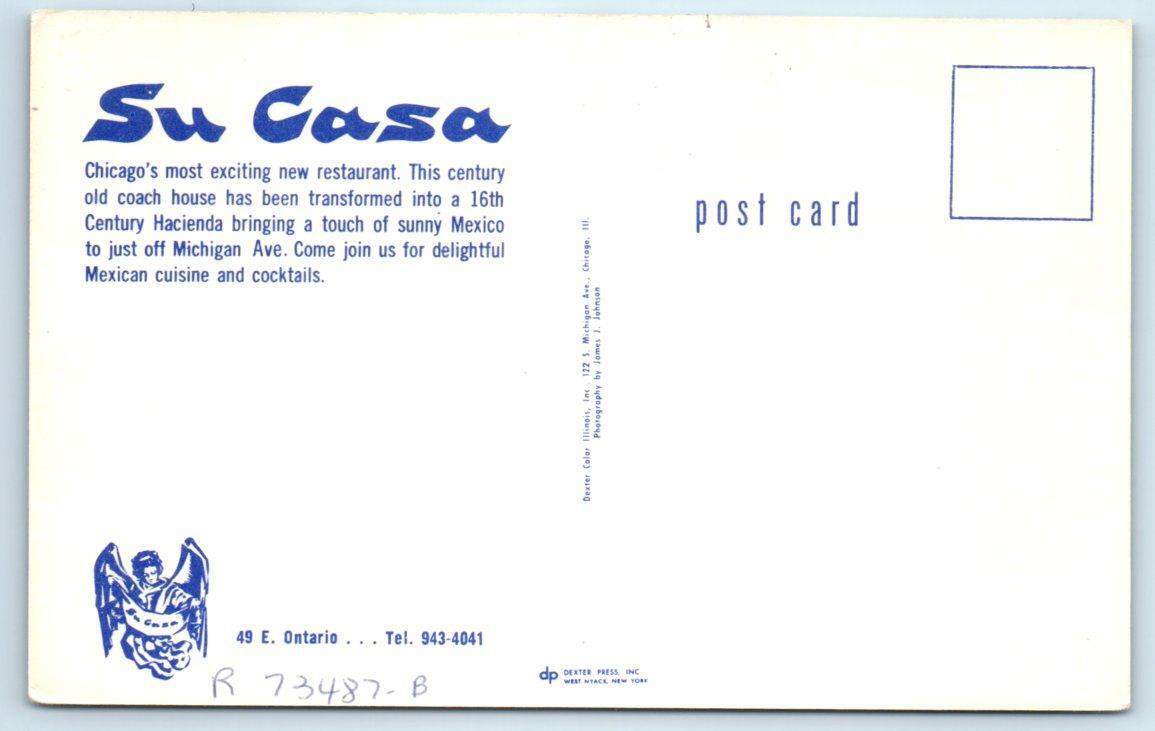 Su Casa
Chicago's most exciting new restaurant. This century
old coach house has been transformed into a 16th
Century Hacienda bringing a touch of sunny Mexico
to just off Michigan Ave. Come join us for delightful
Mexican cuisine and cocktails.
post card
Dexter Color Illinois, Inc. 122 S. Michigan Ave., Chicago, Ill.
Photography by James J. Johnson
Su Casa
49 E. Ontario . . . Tel. 943-4041
R 73487-B
dp DEXTER PRESS, INC
WEST NYACK, NEW YORK